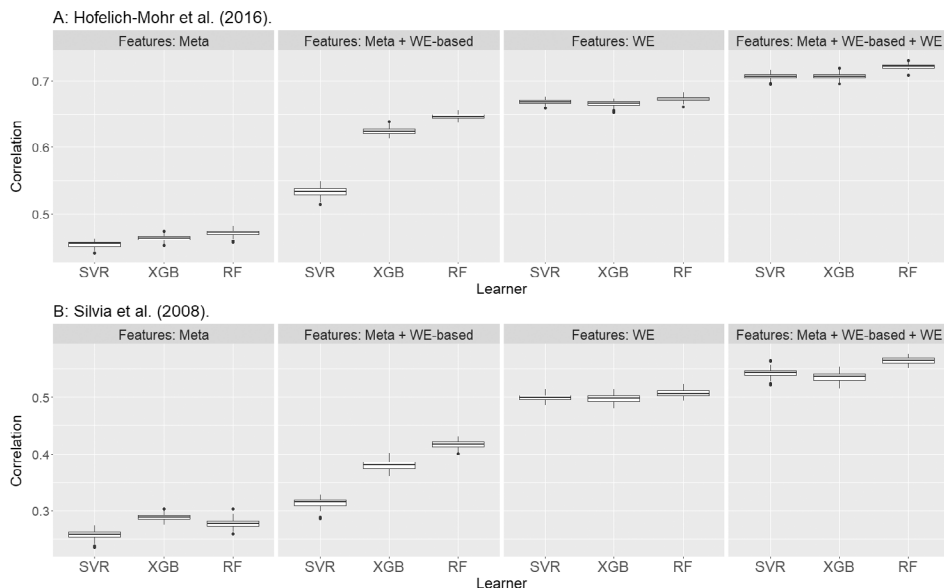 A: Hofelich-Mohr et al. (2016).
Features: Meta Features: Meta + WE-based Features: WE Features: Meta + WE-based + WE
0.7
0.6
0.5
Correlation
SVR XGB RF SVR XGB RF SVR XGB RF SVR XGB RF
Learner
B: Silvia et al. (2008).
Features: Meta Features: Meta + WE-based Features: WE Features: Meta + WE-based + WE
0.5
0.4
0.3
Correlation
SVR XGB RF SVR XGB RF SVR XGB RF SVR XGB RF
Learner